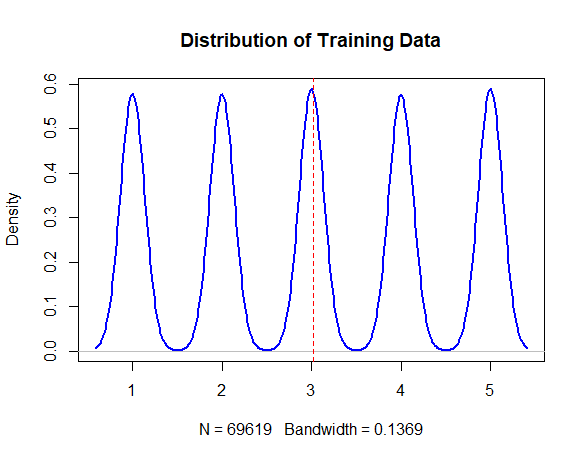 Distribution of Training Data
Density
0.0 0.1 0.2 0.3 0.4 0.5 0.6
1 2 3 4 5
N = 69619 Bandwidth = 0.1369